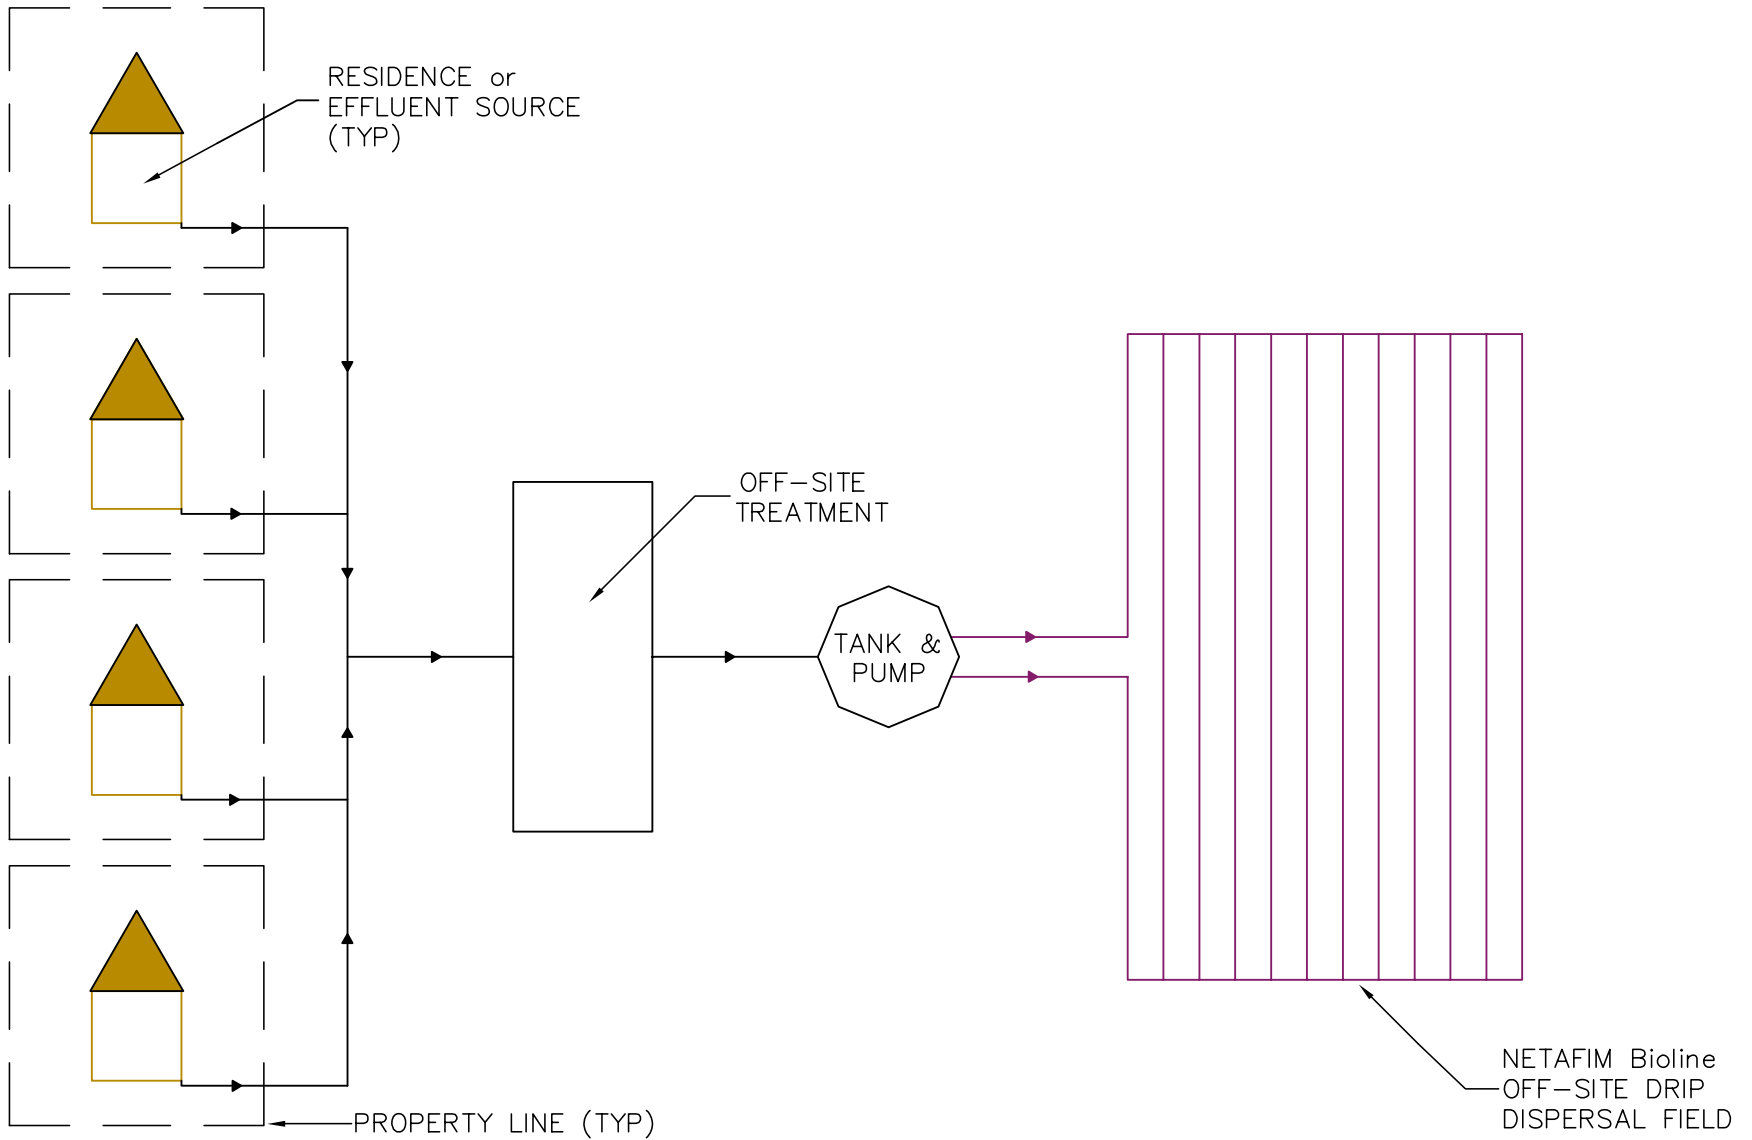 RESIDENCE or
EFFLUENT SOURCE
(TYP)
OFF-SITE
TREATMENT
TANK &
PUMP
NETAFIM Bioline
OFF-SITE DRIP
DISPERSAL FIELD
PROPERTY LINE (TYP)